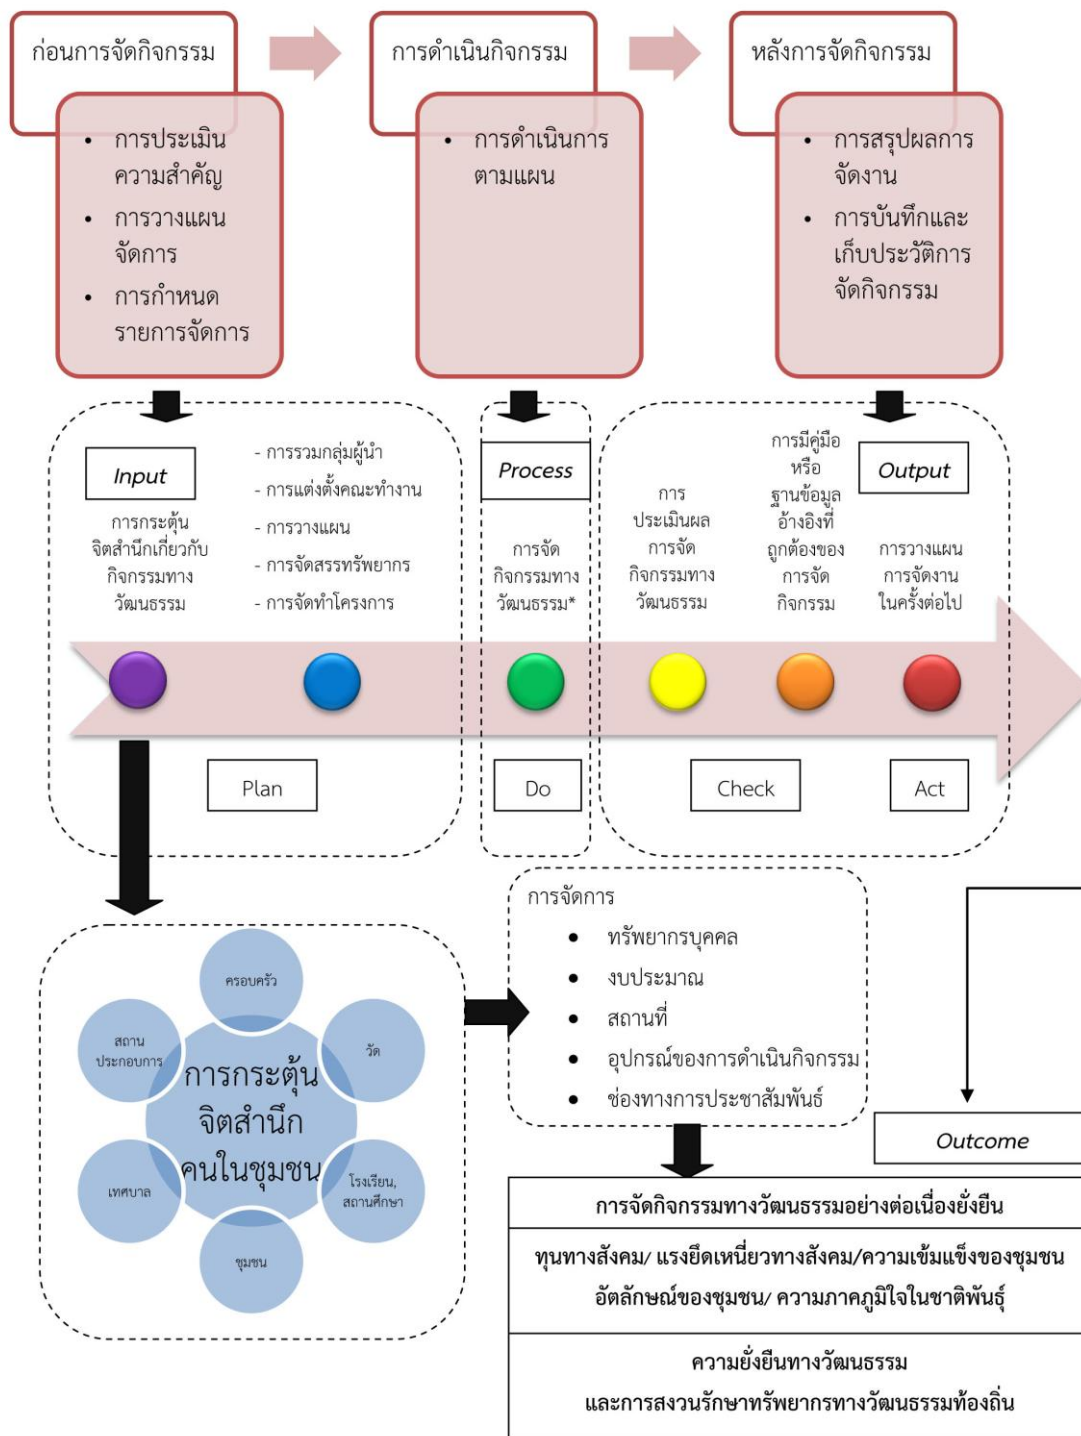 ก่อนการจัดกิจกรรม
การดำเนินกิจกรรม
หลังการจัดกิจกรรม
• การประเมิน
ความสำคัญ
• การวางแผน
จัดการ
• การกำหนด
รายการจัดการ
• การดำเนินการ
ตามแผน
• การสรุปผลการ
จัดงาน
• การบันทึกและ
เก็บประวัติการ
จัดกิจกรรม
Input
การกระตุ้น
จิตสำนึกเกี่ยวกับ
กิจกรรมทาง
วัฒนธรรม
- การรวมกลุ่มผู้นำ
- การแต่งตั้งคณะทำงาน
- การวางแผน
- การจัดสรรทรัพยากร
- การจัดทำโครงการ
Process
การจัด
กิจกรรมทาง
วัฒนธรรม*
การ
ประเมินผล
การจัด
กิจกรรมทาง
วัฒนธรรม
การมีคู่มือ
หรือ
ฐานข้อมูล
อ้างอิงที่
ถูกต้องของ
การจัด
กิจกรรม
Output
การวางแผน
การจัดงาน
ในครั้งต่อไป
Plan
Do
Check
Act
ครอบครัว
วัด
โรงเรียน,
สถานศึกษา
ชุมชน
เทศบาล
สถาน
ประกอบการ
การกระตุ้น
จิตสำนึก
คนในชุมชน
การจัดการ
• ทรัพยากรบุคคล
• งบประมาณ
• สถานที่
• อุปกรณ์ของการดำเนินกิจกรรม
• ช่องทางการประชาสัมพันธ์
Outcome
การจัดกิจกรรมทางวัฒนธรรมอย่างต่อเนื่องยั่งยืน
ทุนทางสังคม/ แรงยึดเหนี่ยวทางสังคม/ความเข้มแข็งของชุมชน
อัตลักษณ์ของชุมชน/ ความภาคภูมิใจในชาติพันธุ์
ความยั่งยืนทางวัฒนธรรม
และการสงวนรักษาทรัพยากรทางวัฒนธรรมท้องถิ่น